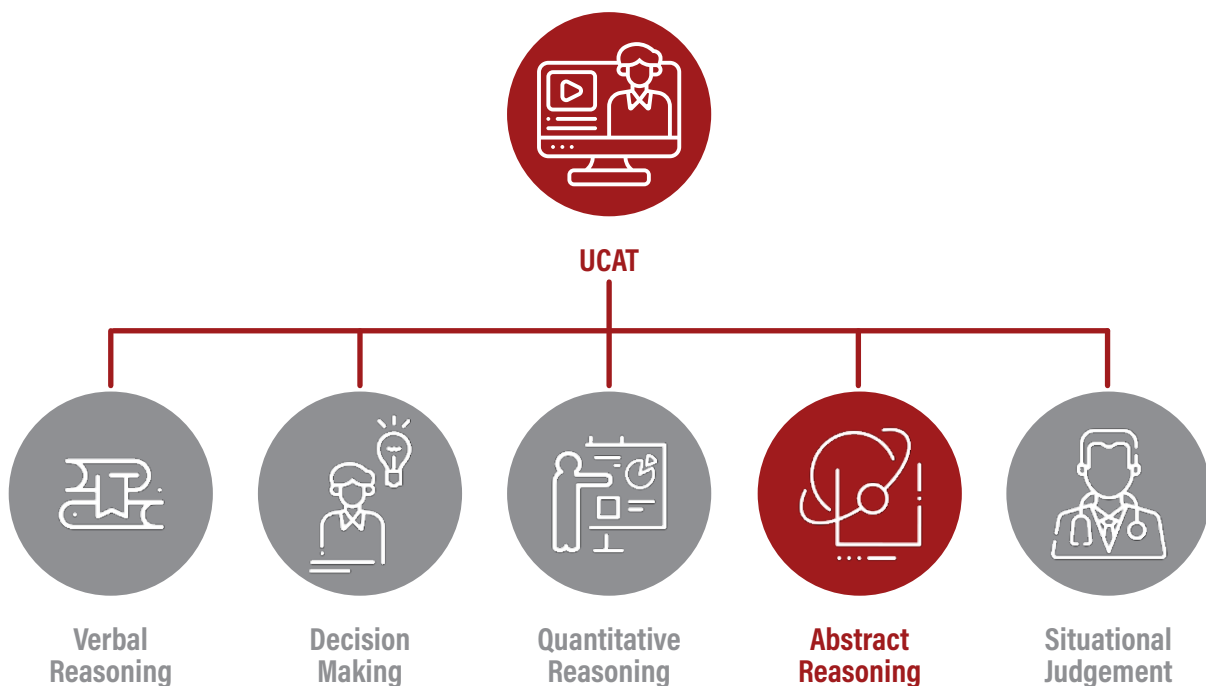 UCAT
Verbal
Reasoning
Decision
Making
Quantitative
Reasoning
Abstract
Reasoning
Situational
Judgement